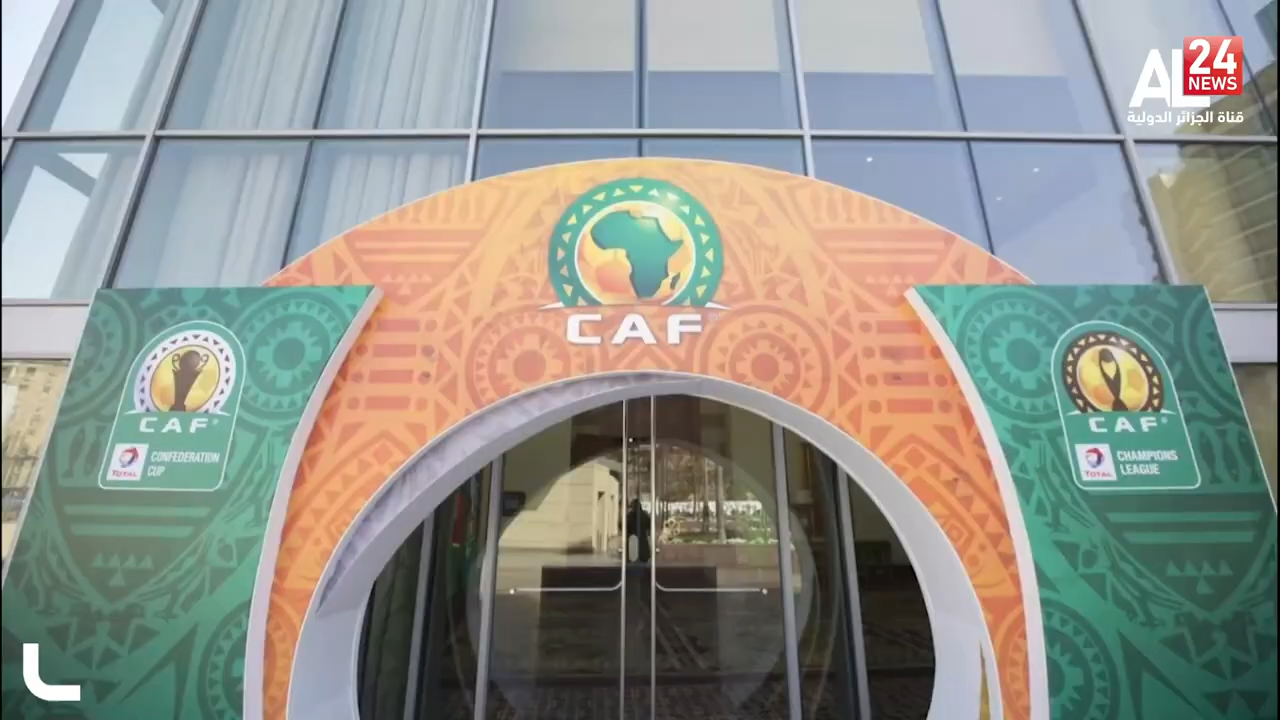 AL 24
NEWS
قناة الجزائر الدولية
CAF
CAF
TOTAL
CONFEDERATION
CUP
CAF
TOTAL
CHAMPIONS
LEAGUE